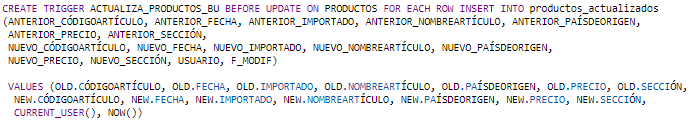 CREATE TRIGGER ACTUALIZA_PRODUCTOS_BU BEFORE UPDATE ON PRODUCTOS FOR EACH ROW INSERT INTO productos_actualizados
(ANTERIOR_CÓDIGOARTÍCULO, ANTERIOR_FECHA, ANTERIOR_IMPORTADO, ANTERIOR_NOMBREARTÍCULO, ANTERIOR_PAÍSDEORIGEN,
ANTERIOR_PRECIO, ANTERIOR_SECCIÓN,
NUEVO_CÓDIGOARTÍCULO, NUEVO_FECHA, NUEVO_IMPORTADO, NUEVO_NOMBREARTÍCULO, NUEVO_PAÍSDEORIGEN,
NUEVO_PRECIO, NUEVO_SECCIÓN, USUARIO, F_MODIF)
VALUES (OLD.CÓDIGOARTÍCULO, OLD.FECHA, OLD.IMPORTADO, OLD.NOMBREARTÍCULO, OLD.PAÍSDEORIGEN, OLD.PRECIO, OLD.SECCIÓN,
NEW.CÓDIGOARTÍCULO, NEW.FECHA, NEW.IMPORTADO, NEW.NOMBREARTÍCULO, NEW.PAÍSDEORIGEN, NEW.PRECIO, NEW.SECCIÓN,
CURRENT_USER(), NOW())